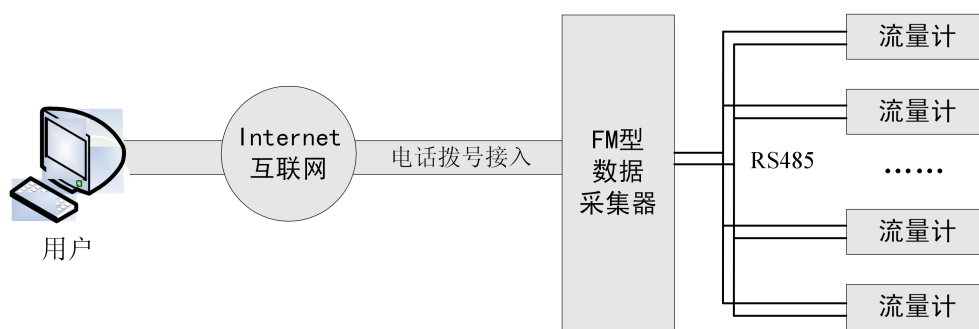 用户
Internet
互联网
电话拨号接入
FM型
数据
采集器
RS485
流量计
流量计
……
流量计
流量计